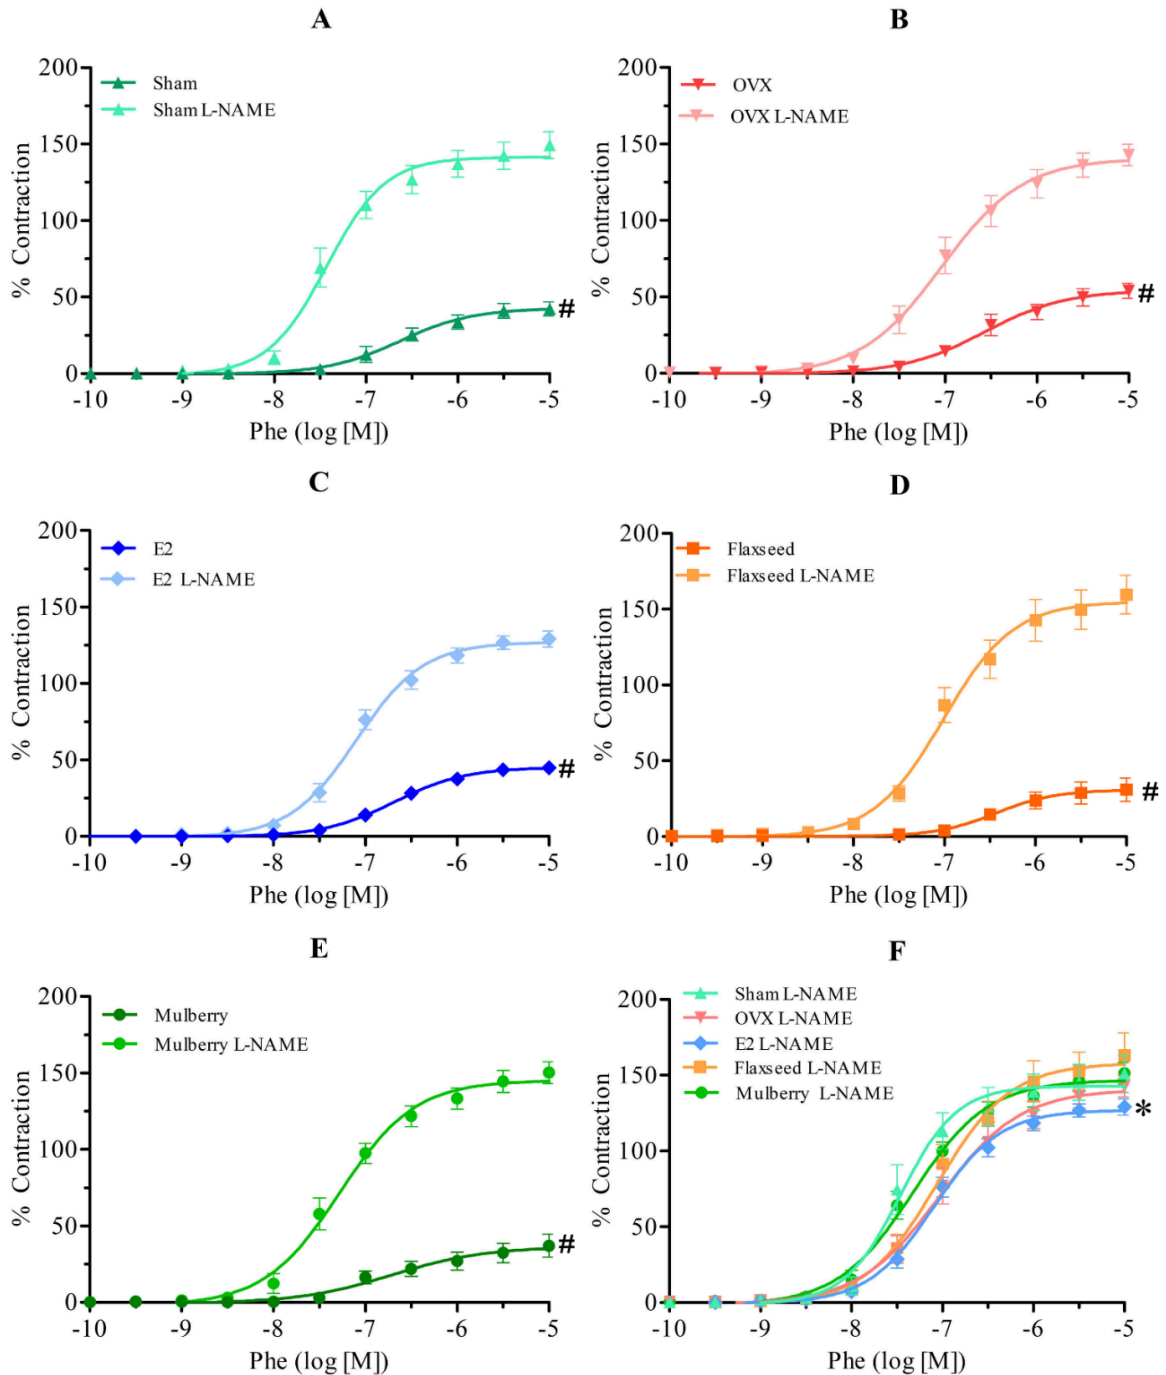 A
200
150
100
50
0
% Contraction
Sham
Sham L-NAME
#
-10 -9 -8 -7 -6 -5
Phe (log [M])
B
200
150
100
50
0
% Contraction
OVX
OVX L-NAME
#
-10 -9 -8 -7 -6 -5
Phe (log [M])
C
200
150
100
50
0
% Contraction
E2
E2 L-NAME
#
-10 -9 -8 -7 -6 -5
Phe (log [M])
D
200
150
100
50
0
% Contraction
Flaxseed
Flaxseed L-NAME
#
-10 -9 -8 -7 -6 -5
Phe (log [M])
E
200
150
100
50
0
% Contraction
Mulberry
Mulberry L-NAME
#
-10 -9 -8 -7 -6 -5
Phe (log [M])
F
200
150
100
50
0
% Contraction
Sham L-NAME
OVX L-NAME
E2 L-NAME
Flaxseed L-NAME
Mulberry L-NAME
*
-10 -9 -8 -7 -6 -5
Phe (log [M])